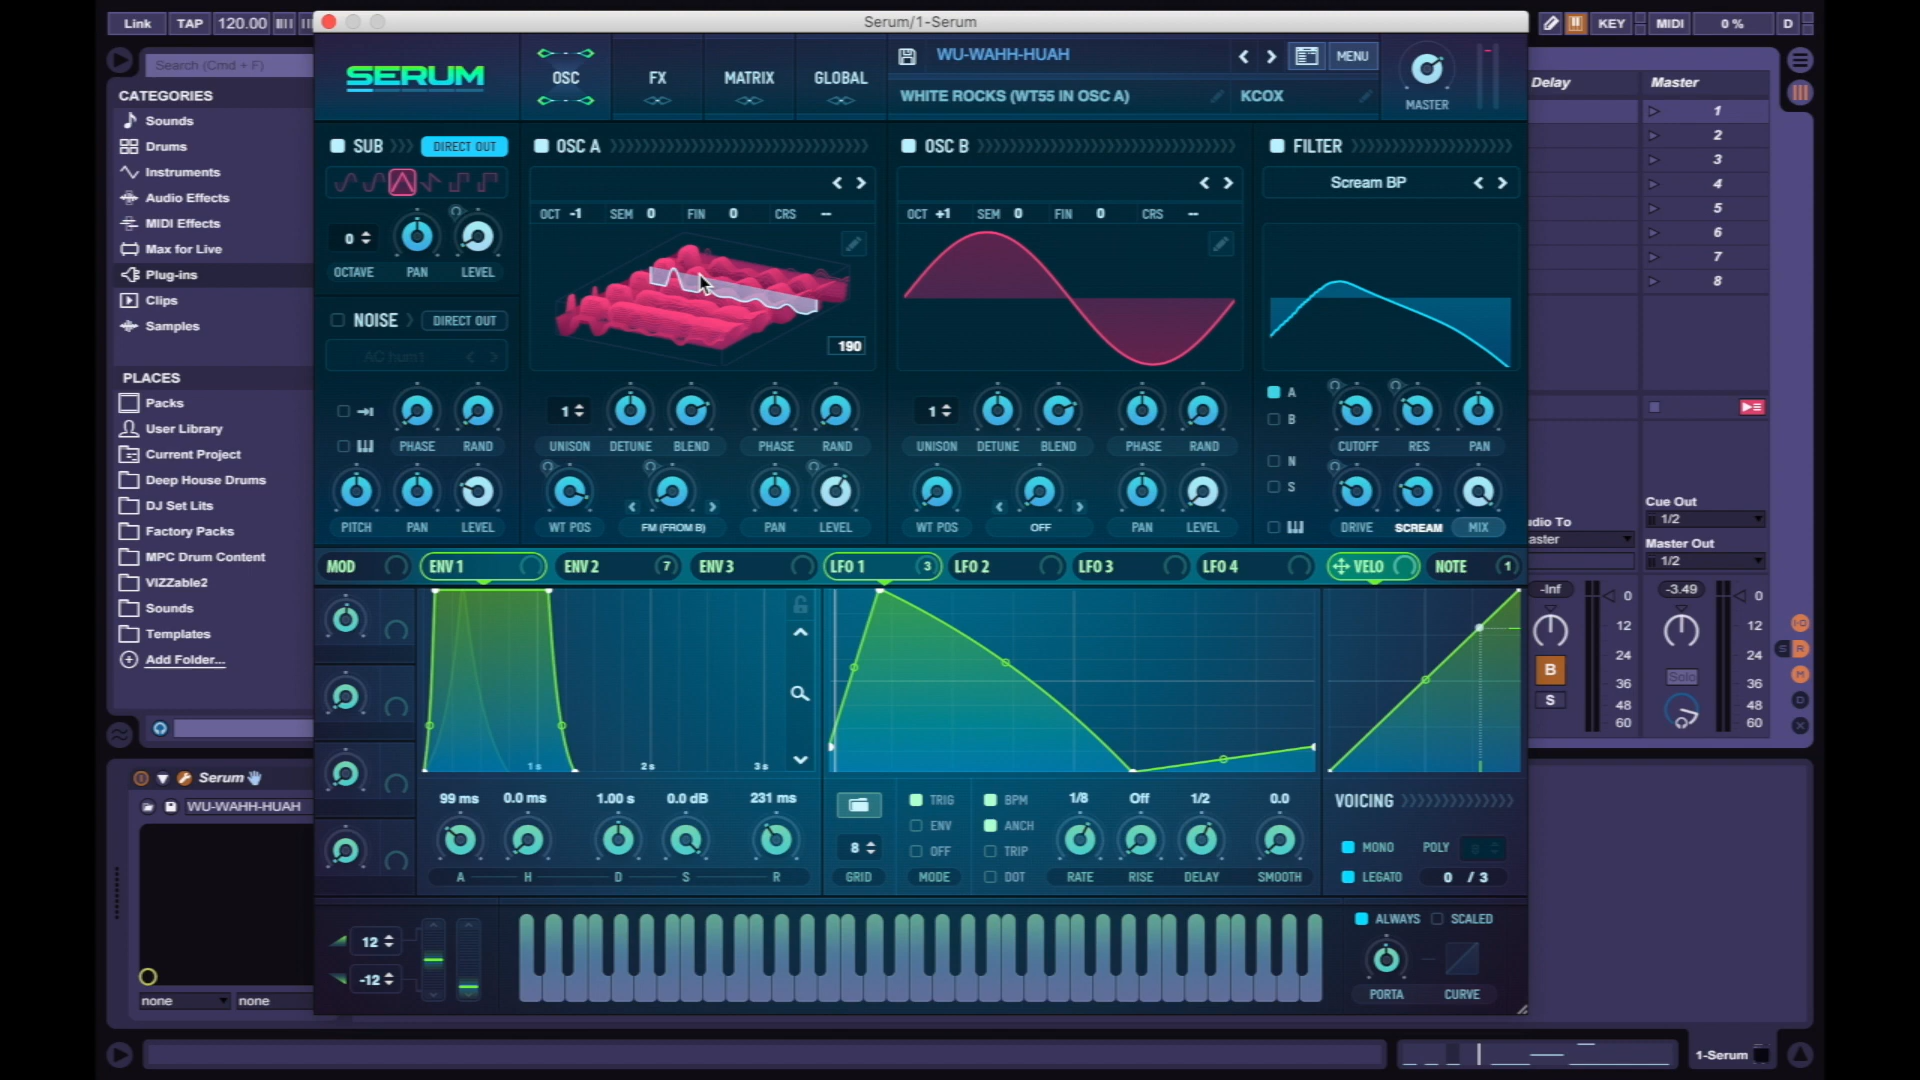 Link TAP 120.00
Serum/1-Serum
KEY MIDI 0 % D
Search (Cmd + F)
CATEGORIES
Sounds
Drums
Instruments
Audio Effects
MIDI Effects
Max for Live
Plug-ins
Clips
Samples
PLACES
Packs
User Library
Current Project
Deep House Drums
DJ Set Lits
Factory Packs
MPC Drum Content
VIZZable2
Sounds
Templates
Add Folder...
Serum
WU-WAHH-HUAH
none none
SERUM
OSC FX MATRIX GLOBAL
WU-WAHH-HUAH MENU
WHITE ROCKS (WT55 IN OSC A) KCOX
MASTER
SUB DIRECT OUT
0
OCTAVE PAN LEVEL
NOISE DIRECT OUT
AC hum1
PHASE RAND
PITCH PAN LEVEL
OSC A
OCT -1 SEM 0 FIN 0 CRS --
190
1
UNISON DETUNE BLEND PHASE RAND
WT POS FM (FROM B) PAN LEVEL
OSC B
OCT +1 SEM 0 FIN 0 CRS --
1
UNISON DETUNE BLEND PHASE RAND
WT POS OFF PAN LEVEL
FILTER
Scream BP
A
B
N
S
CUTOFF RES PAN
DRIVE SCREAM MIX
MOD ENV 1 ENV 2 7 ENV 3 LFO 1 3 LFO 2 LFO 3 LFO 4 VELO NOTE 1
1 s 2 s 3 s
99 ms 0.0 ms 1.00 s 0.0 dB 231 ms
A H D S R
8
GRID
TRIG
ENV
OFF
MODE
BPM
ANCH
TRIP
DOT
1/8 Off 1/2 0.0
RATE RISE DELAY SMOOTH
VOICING
MONO POLY 8
LEGATO 0 / 3
ALWAYS SCALED
PORTA CURVE
12
-12
Delay Master
1
2
3
4
5
6
7
8
Cue Out
1/2
Master Out
1/2
dio To
aster
-Inf -3.49
0
12
24
36
48
60
B
S
Solo
0
12
24
36
48
60
I·O
S R
M
D
X
1-Serum